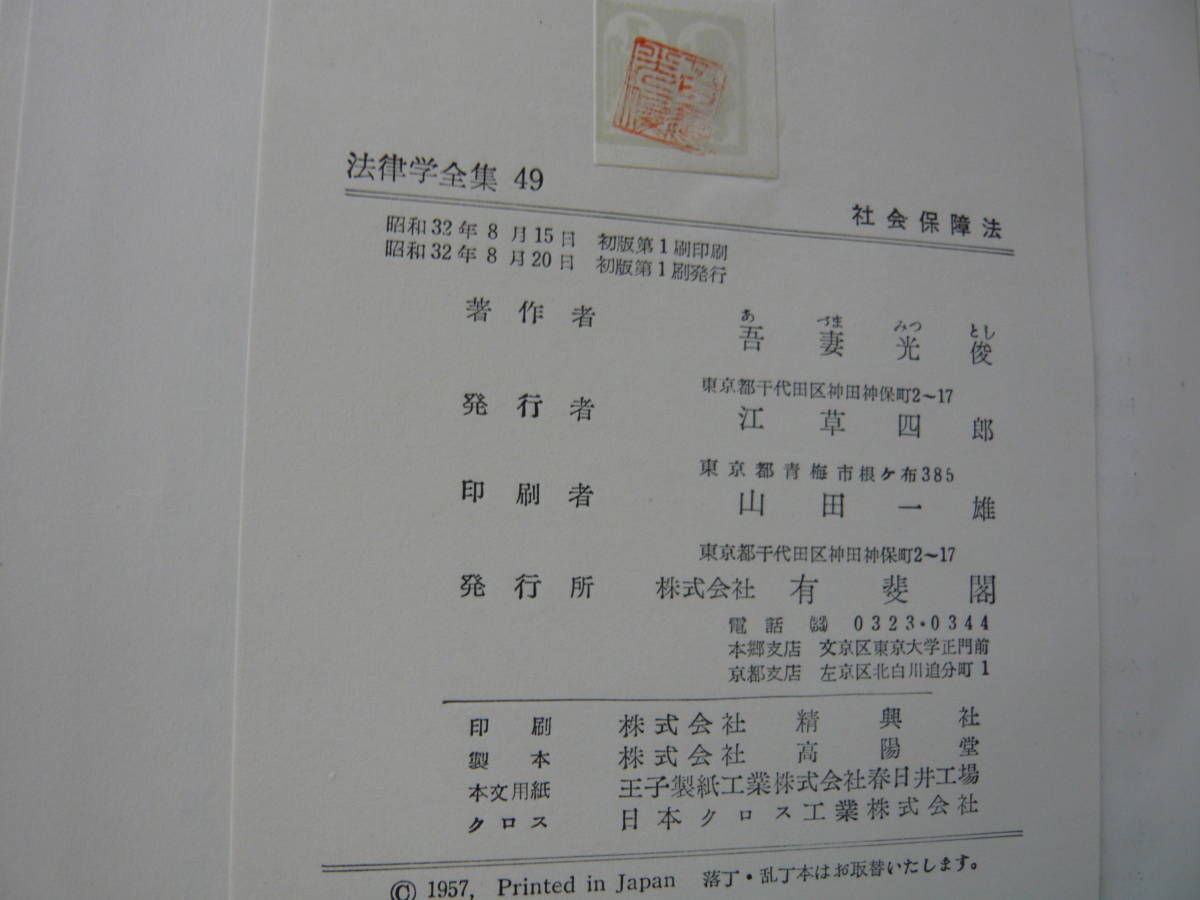 法律学全集 49
社会保障法
昭和32年8月15日 初版第1刷印刷
昭和32年8月20日 初版第1刷発行
あ づま みつ とし
著作者 吾妻光俊
東京都千代田区神田神保町2~17
発行者 江草四郎
東京都青梅市根ケ布385
印刷者 山田一雄
東京都千代田区神田神保町2~17
発行所 株式会社 有斐閣
電話 0323・0344
本郷支店 文京区東京大学正門前
京都支店 左京区北白川追分町1
印刷 株式会社 精興社
製本 株式会社 高陽堂
本文用紙 王子製紙工業株式会社春日井工場
クロス 日本クロス工業株式会社
© 1957, Printed in Japan 落丁・乱丁本はお取替いたします。